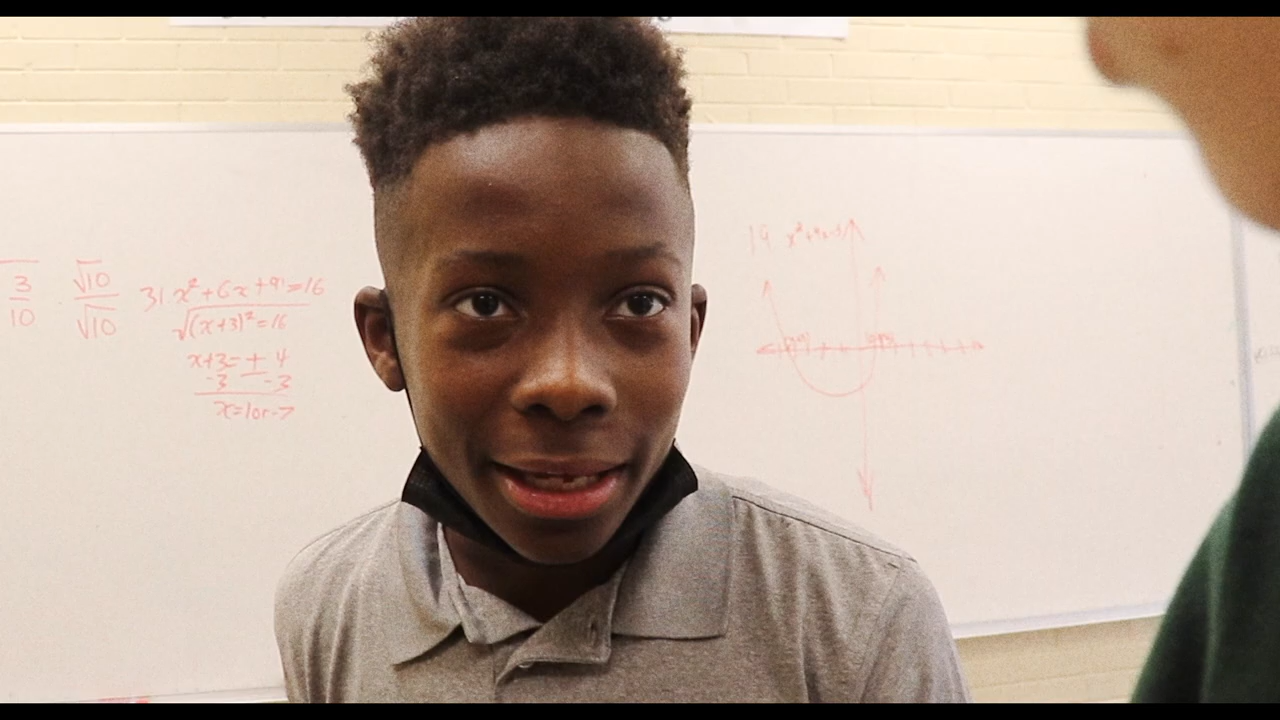 3
10
√10
√10
31 x²+6x+9=16
√(x+3)²=16
x+3=± 4
-3 -3
x=1or-7
19